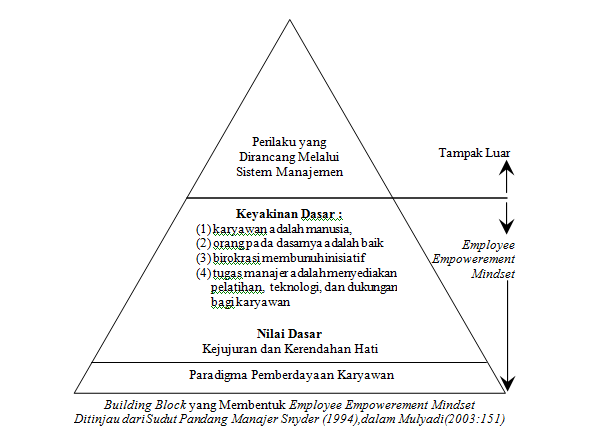 Perilaku yang
Dirancang Melalui
Sistem Manajemen
Tampak Luar
Keyakinan Dasar :
(1) karyawan adalah manusia,
(2) orang pada dasarnya adalah baik
(3) birokrasi membunuh inisiatif
(4) tugas manajer adalah menyediakan
pelatihan, teknologi, dan dukungan
bagi karyawan
Employee
Empowerement
Mindset
Nilai Dasar
Kejujuran dan Kerendahan Hati
Paradigma Pemberdayaan Karyawan
Building Block yang Membentuk Employee Empowerement Mindset
Ditinjau dari Sudut Pandang Manajer Snyder (1994), dalam Mulyadi (2003:151)